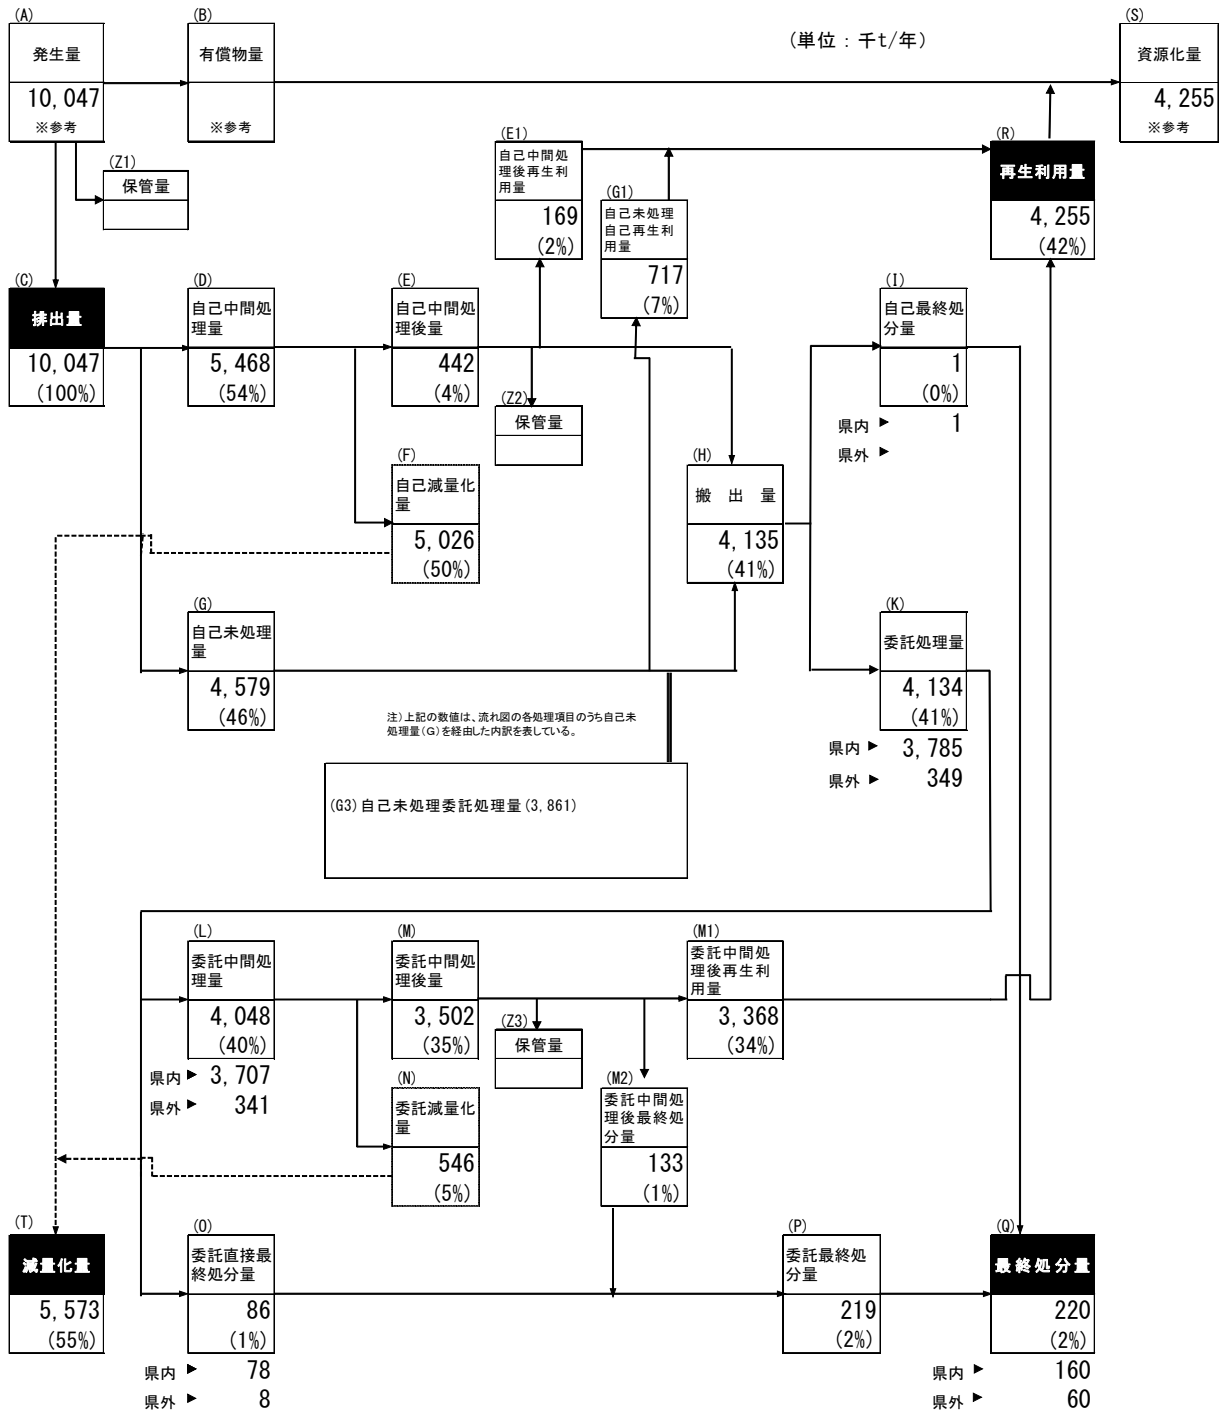 (A)
発生量
10,047
※参考
(B)
有償物量
※参考
(単位：千t/年)
(S)
資源化量
4,255
※参考
(Z1)
保管量
(E1)
自己中間処
理後再生利
用量
169
(2%)
(G1)
自己未処理
自己再生利
用量
717
(7%)
(R)
再生利用量
4,255
(42%)
(C)
排出量
10,047
(100%)
(D)
自己中間処
理量
5,468
(54%)
(E)
自己中間処
理後量
442
(4%)
(Z2)
保管量
(I)
自己最終処
分量
1
(0%)
県内 ▶ 1
県外 ▶
(F)
自己減量化
量
5,026
(50%)
(H)
搬 出 量
4,135
(41%)
(G)
自己未処理
量
4,579
(46%)
(K)
委託処理量
4,134
(41%)
県内 ▶ 3,785
県外 ▶ 349
注）上記の数値は、流れ図の各処理項目のうち自己未
処理量(G)を経由した内訳を表している。
(G3)自己未処理委託処理量(3,861)
(L)
委託中間処
理量
4,048
(40%)
県内 ▶ 3,707
県外 ▶ 341
(M)
委託中間処
理後量
3,502
(35%)
(Z3)
保管量
(M1)
委託中間処
理後再生利
用量
3,368
(34%)
(N)
委託減量化
量
546
(5%)
(M2)
委託中間処
理後最終処
分量
133
(1%)
(T)
減量化量
5,573
(55%)
(O)
委託直接最
終処分量
86
(1%)
県内 ▶ 78
県外 ▶ 8
(P)
委託最終処
分量
219
(2%)
(Q)
最終処分量
220
(2%)
県内 ▶ 160
県外 ▶ 60